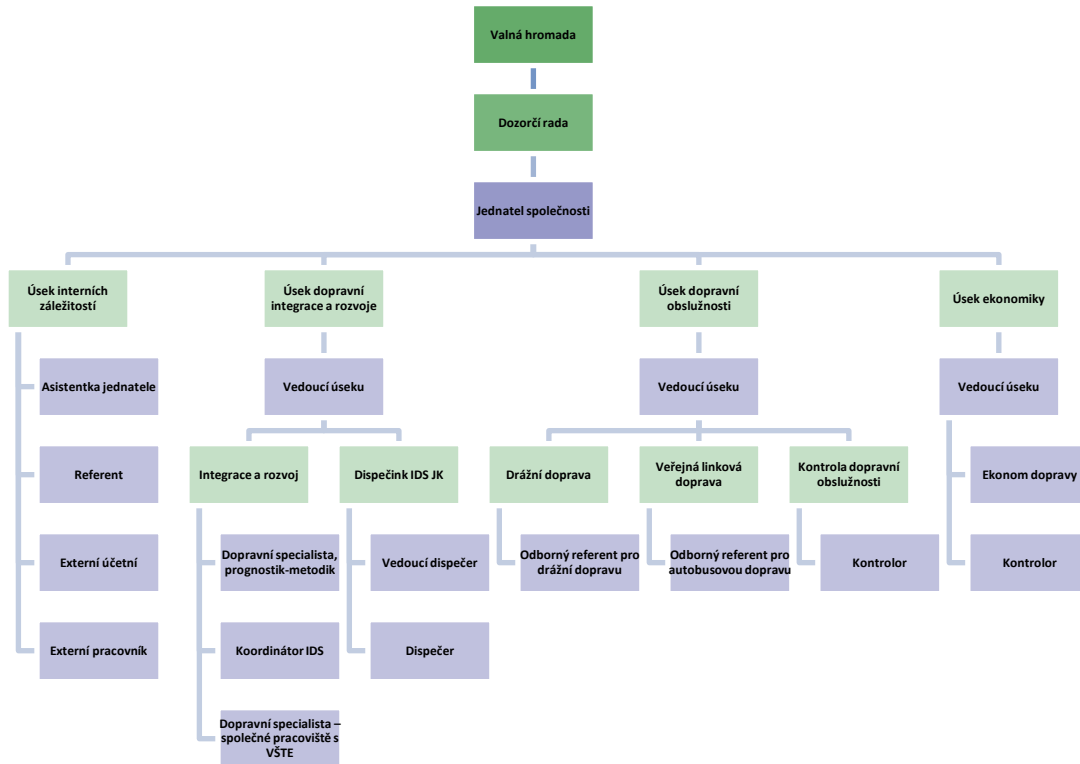 Valná hromada
Dozorčí rada
Jednatel společnosti
Úsek interních
záležitostí
Úsek dopravní
integrace a rozvoje
Úsek dopravní
obslužnosti
Úsek ekonomiky
Asistentka jednatele
Vedoucí úseku
Vedoucí úseku
Vedoucí úseku
Referent
Integrace a rozvoj
Dispečink IDS JK
Drážní doprava
Veřejná linková
doprava
Kontrola dopravní
obslužnosti
Ekonom dopravy
Externí účetní
Dopravní specialista,
prognostik-metodik
Vedoucí dispečer
Odborný referent pro
drážní dopravu
Odborný referent pro
autobusovou dopravu
Kontrolor
Kontrolor
Externí pracovník
Koordinátor IDS
Dispečer
Dopravní specialista –
společné pracoviště s
VŠTE